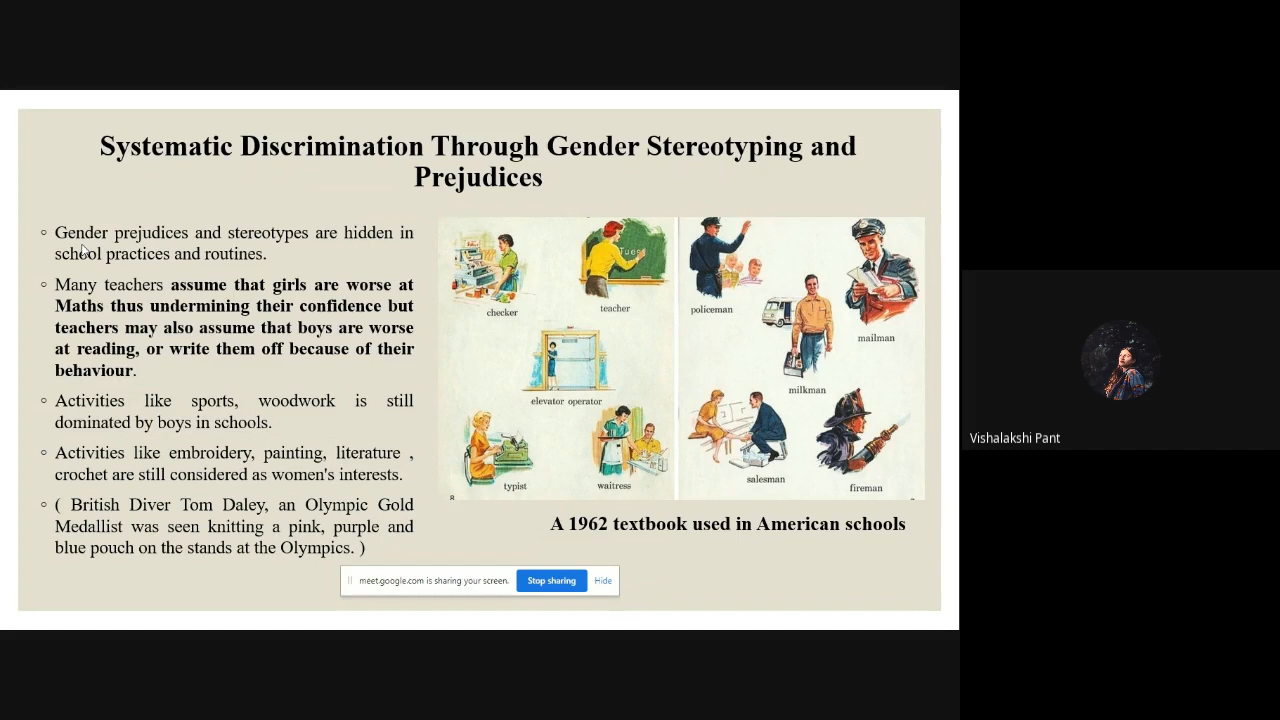 Systematic Discrimination Through Gender Stereotyping and
Prejudices
◦ Gender prejudices and stereotypes are hidden in
school practices and routines.
◦ Many teachers assume that girls are worse at
Maths thus undermining their confidence but
teachers may also assume that boys are worse
at reading, or write them off because of their
behaviour.
◦ Activities like sports, woodwork is still
dominated by boys in schools.
◦ Activities like embroidery, painting, literature ,
crochet are still considered as women's interests.
◦ ( British Diver Tom Daley, an Olympic Gold
Medallist was seen knitting a pink, purple and
blue pouch on the stands at the Olympics. )
Tues
checker
teacher
elevator operator
typist
waitress
8
policeman
mailman
milkman
salesman
fireman
A 1962 textbook used in American schools
meet.google.com is sharing your screen.
Stop sharing
Hide
Vishalakshi Pant